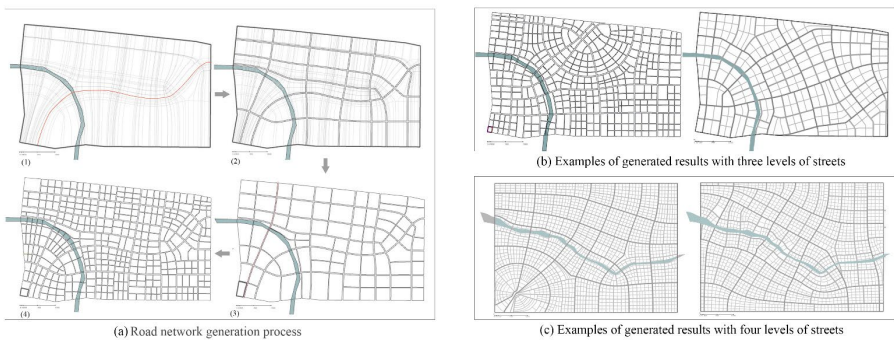 (1)
(2)
(4)
(3)
(a) Road network generation process
(b) Examples of generated results with three levels of streets
(c) Examples of generated results with four levels of streets